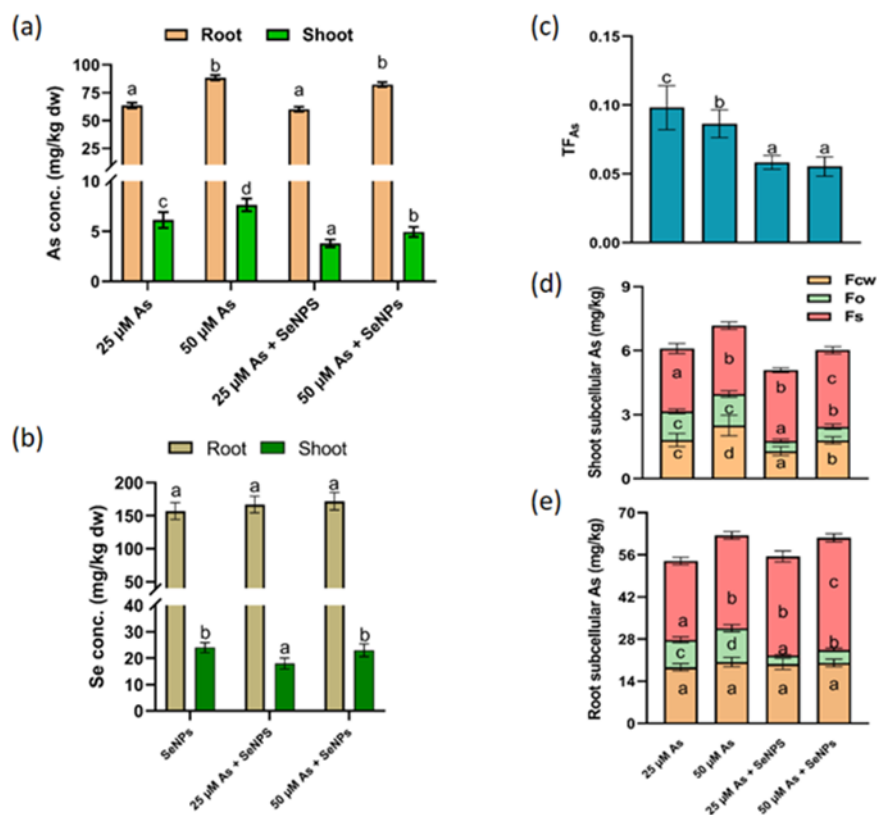 (a)
Root Shoot
As conc. (mg/kg dw)
100
75
50
25
10
5
0
a
c
b
d
a
a
b
b
25 µM As
50 µM As
25 µM As + SeNPS
50 µM As + SeNPs
(b)
Root Shoot
Se conc. (mg/kg dw)
200
150
100
50
40
30
20
10
0
a
b
a
a
a
b
SeNPs
25 µM As + SeNPS
50 µM As + SeNPs
(c)
TFAs
0.15
0.10
0.05
0.00
c
b
a
a
(d)
Fcw
Fo
Fs
Shoot subcellular As (mg/kg)
9
6
3
0
a
c
c
b
c
d
b
a
a
c
b
b
(e)
Root subcellular As (mg/kg)
70
56
42
28
14
0
a
c
a
b
d
a
b
a
a
c
b
a
25 µM As
50 µM As
25 µM As + SeNPS
50 µM As + SeNPs